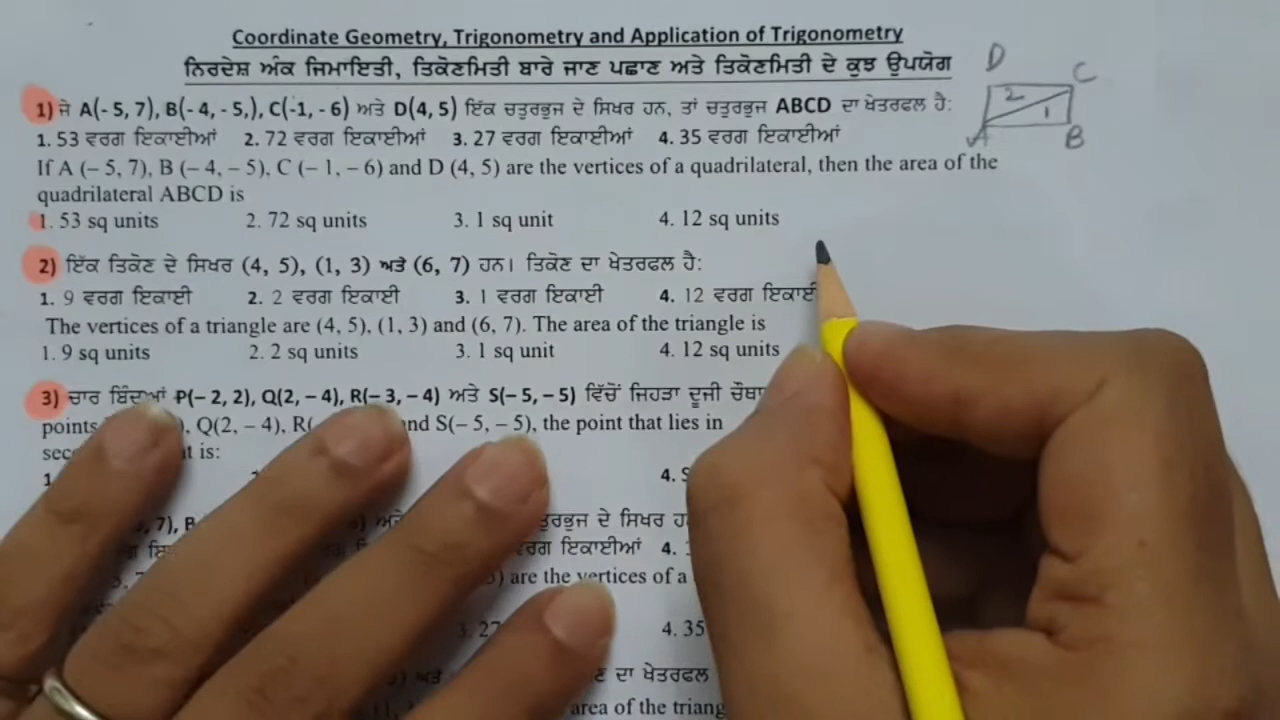 Coordinate Geometry, Trigonometry and Application of Trigonometry
ਨਿਰਦੇਸ਼ ਅੰਕ ਜਿਮਾਇਤੀ, ਤਿਕੋਣਮਿਤੀ ਬਾਰੇ ਜਾਣ ਪਛਾਣ ਅਤੇ ਤਿਕੋਣਮਿਤੀ ਦੇ ਕੁਝ ਉਪਯੋਗ
D C
2 1
A B
1) ਜੇ A(- 5, 7), B(- 4, - 5,), C(-1, - 6) ਅਤੇ D(4, 5) ਇੱਕ ਚਤੁਰਭੁਜ ਦੇ ਸਿਖਰ ਹਨ, ਤਾਂ ਚਤੁਰਭੁਜ ABCD ਦਾ ਖੇਤਰਫਲ ਹੈ:
1. 53 ਵਰਗ ਇਕਾਈਆਂ 2. 72 ਵਰਗ ਇਕਾਈਆਂ 3. 27 ਵਰਗ ਇਕਾਈਆਂ 4. 35 ਵਰਗ ਇਕਾਈਆਂ
If A (– 5, 7), B (– 4, – 5), C (– 1, – 6) and D (4, 5) are the vertices of a quadrilateral, then the area of the
quadrilateral ABCD is
1. 53 sq units 2. 72 sq units 3. 1 sq unit 4. 12 sq units
2) ਇੱਕ ਤਿਕੋਣ ਦੇ ਸਿਖਰ (4, 5), (1, 3) ਅਤੇ (6, 7) ਹਨ। ਤਿਕੋਣ ਦਾ ਖੇਤਰਫਲ ਹੈ:
1. 9 ਵਰਗ ਇਕਾਈ 2. 2 ਵਰਗ ਇਕਾਈ 3. 1 ਵਰਗ ਇਕਾਈ 4. 12 ਵਰਗ ਇਕਾਈ
The vertices of a triangle are (4, 5), (1, 3) and (6, 7). The area of the triangle is
1. 9 sq units 2. 2 sq units 3. 1 sq unit 4. 12 sq units
3) ਚਾਰ ਬਿੰਦੂਆਂ P(– 2, 2), Q(2, – 4), R(– 3, – 4) ਅਤੇ S(– 5, – 5) ਵਿੱਚੋਂ ਜਿਹੜਾ ਦੂਜੀ
points Q(2, – 4), S(– 5, – 5), the point that lies in
is:
1 4.
7), B ਦੇ ਸਿਖਰ
ਇਕਾਈਆਂ 4.
are the vertices of a
3. 27 4. 35
ਦਾ ਖੇਤਰਫਲ
area of the